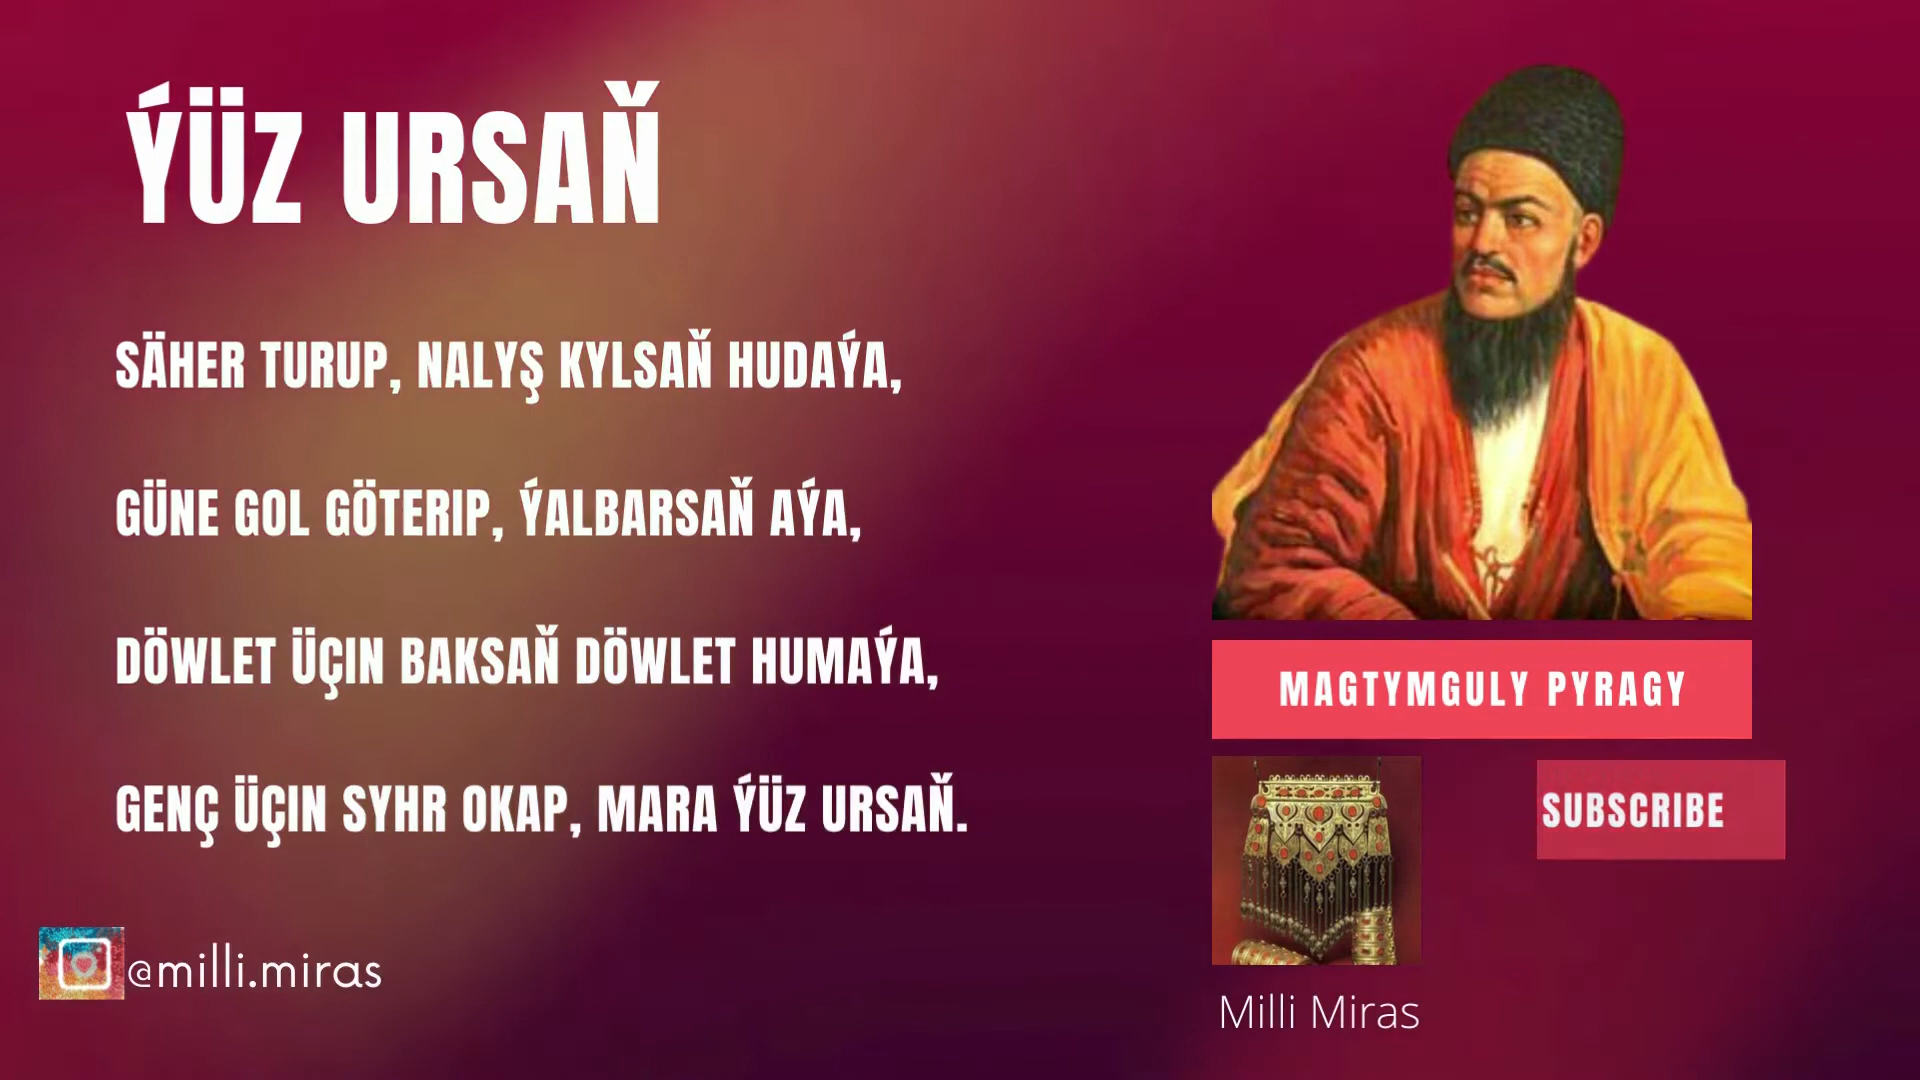 ÝÜZ URSAŇ
SÄHER TURUP, NALYŞ KYLSAŇ HUDAÝA,
GÜNE GOL GÖTERIP, ÝALBARSAŇ AÝA,
DÖWLET ÜÇIN BAKSAŇ DÖWLET HUMAÝA,
GENÇ ÜÇIN SYHR OKAP, MARA ÝÜZ URSAŇ.
@milli.miras
MAGTYMGULY PYRAGY
SUBSCRIBE
Milli Miras